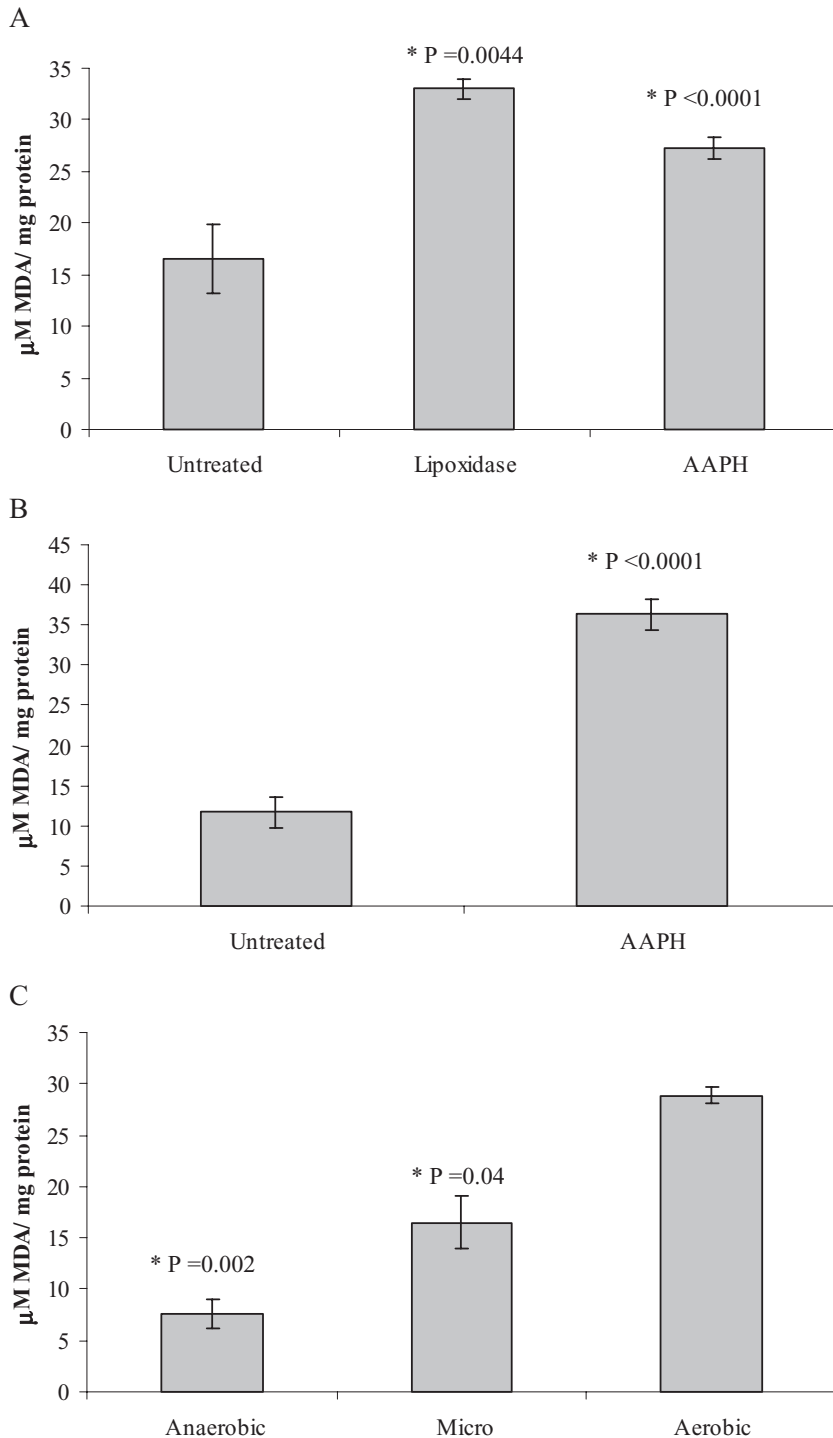 A
* P =0.0044
* P <0.0001
µM MDA/ mg protein
35
30
25
20
15
10
5
0
Untreated Lipoxidase AAPH
B
* P <0.0001
µM MDA/ mg protein
45
40
35
30
25
20
15
10
5
0
Untreated AAPH
C
* P =0.04
* P =0.002
µM MDA/ mg protein
35
30
25
20
15
10
5
0
Anaerobic Micro Aerobic